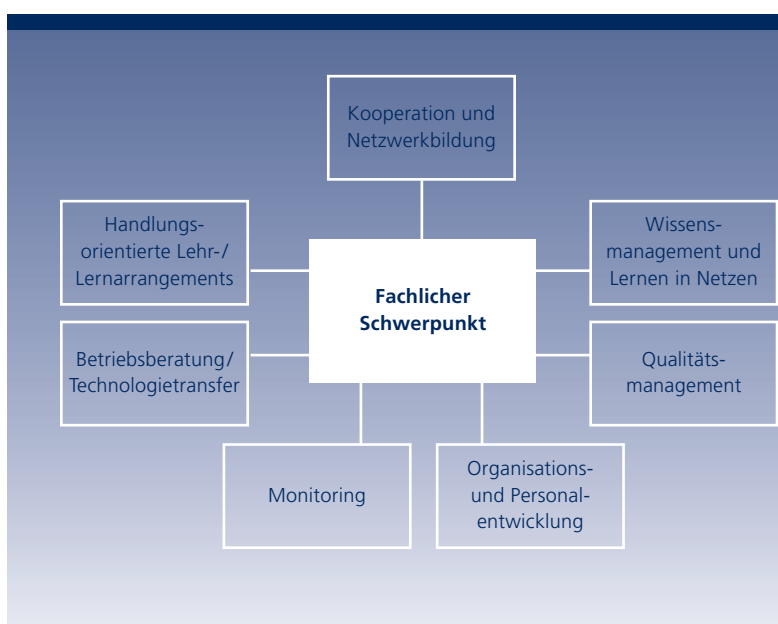 Kooperation und
Netzwerkbildung
Handlungs-
orientierte Lehr-/
Lernarrangements
Wissens-
management und
Lernen in Netzen
Fachlicher
Schwerpunkt
Betriebsberatung/
Technologietransfer
Qualitäts-
management
Monitoring
Organisations-
und Personal-
entwicklung